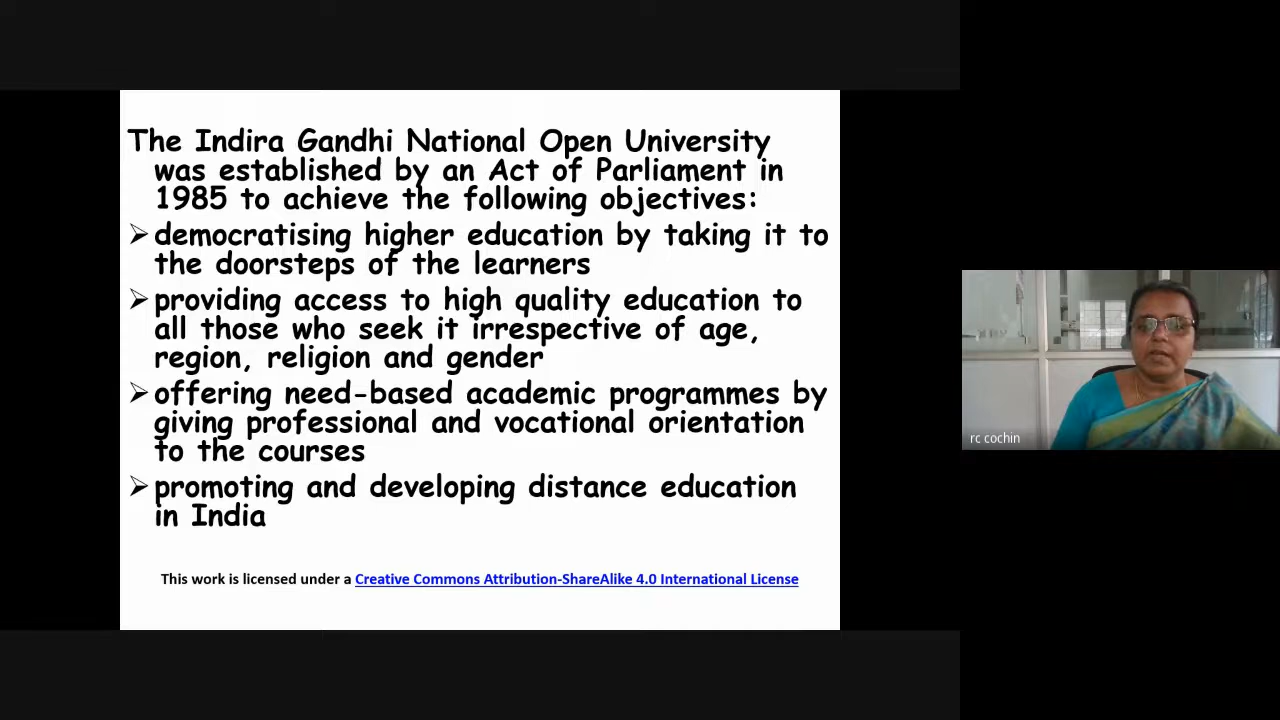 The Indira Gandhi National Open University
was established by an Act of Parliament in
1985 to achieve the following objectives:
➢ democratising higher education by taking it to
the doorsteps of the learners
➢ providing access to high quality education to
all those who seek it irrespective of age,
region, religion and gender
➢ offering need-based academic programmes by
giving professional and vocational orientation
to the courses
➢ promoting and developing distance education
in India
This work is licensed under a Creative Commons Attribution-ShareAlike 4.0 International License
rc cochin